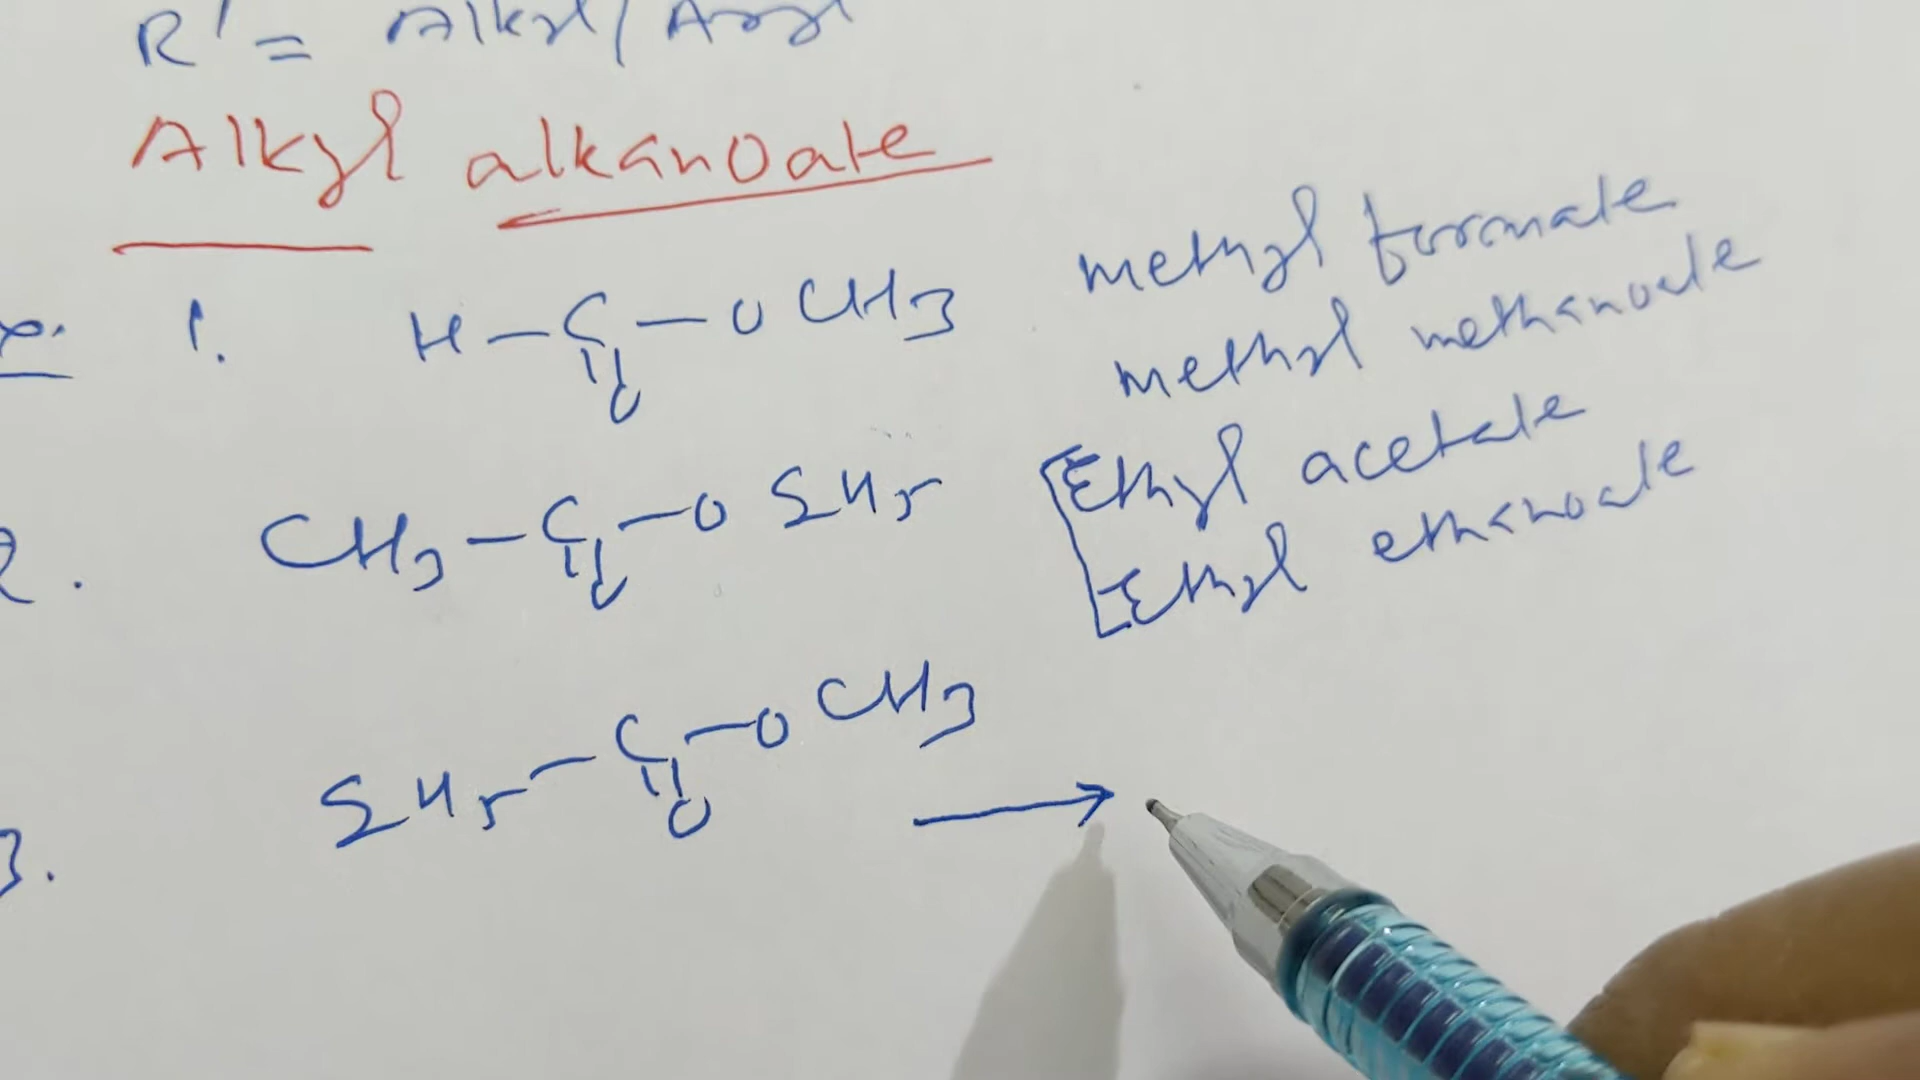 R' = Alkyl/Aryl
Alkyl alkanoate
Ex. 1. H-C-OCH3 methyl formate
O methyl methanoate
2. CH3-C-OC2H5 Ethyl acetate
O Ethyl ethanoate
3. C2H5-C-OCH3 →
O